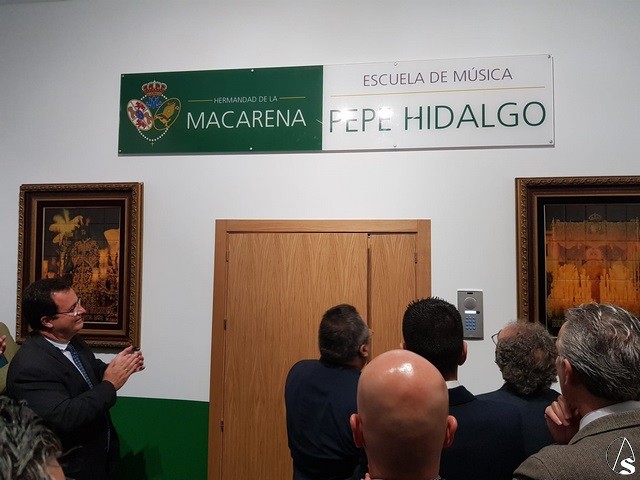 HERMANDAD DE LA
MACARENA
ESCUELA DE MÚSICA
PEPE HIDALGO